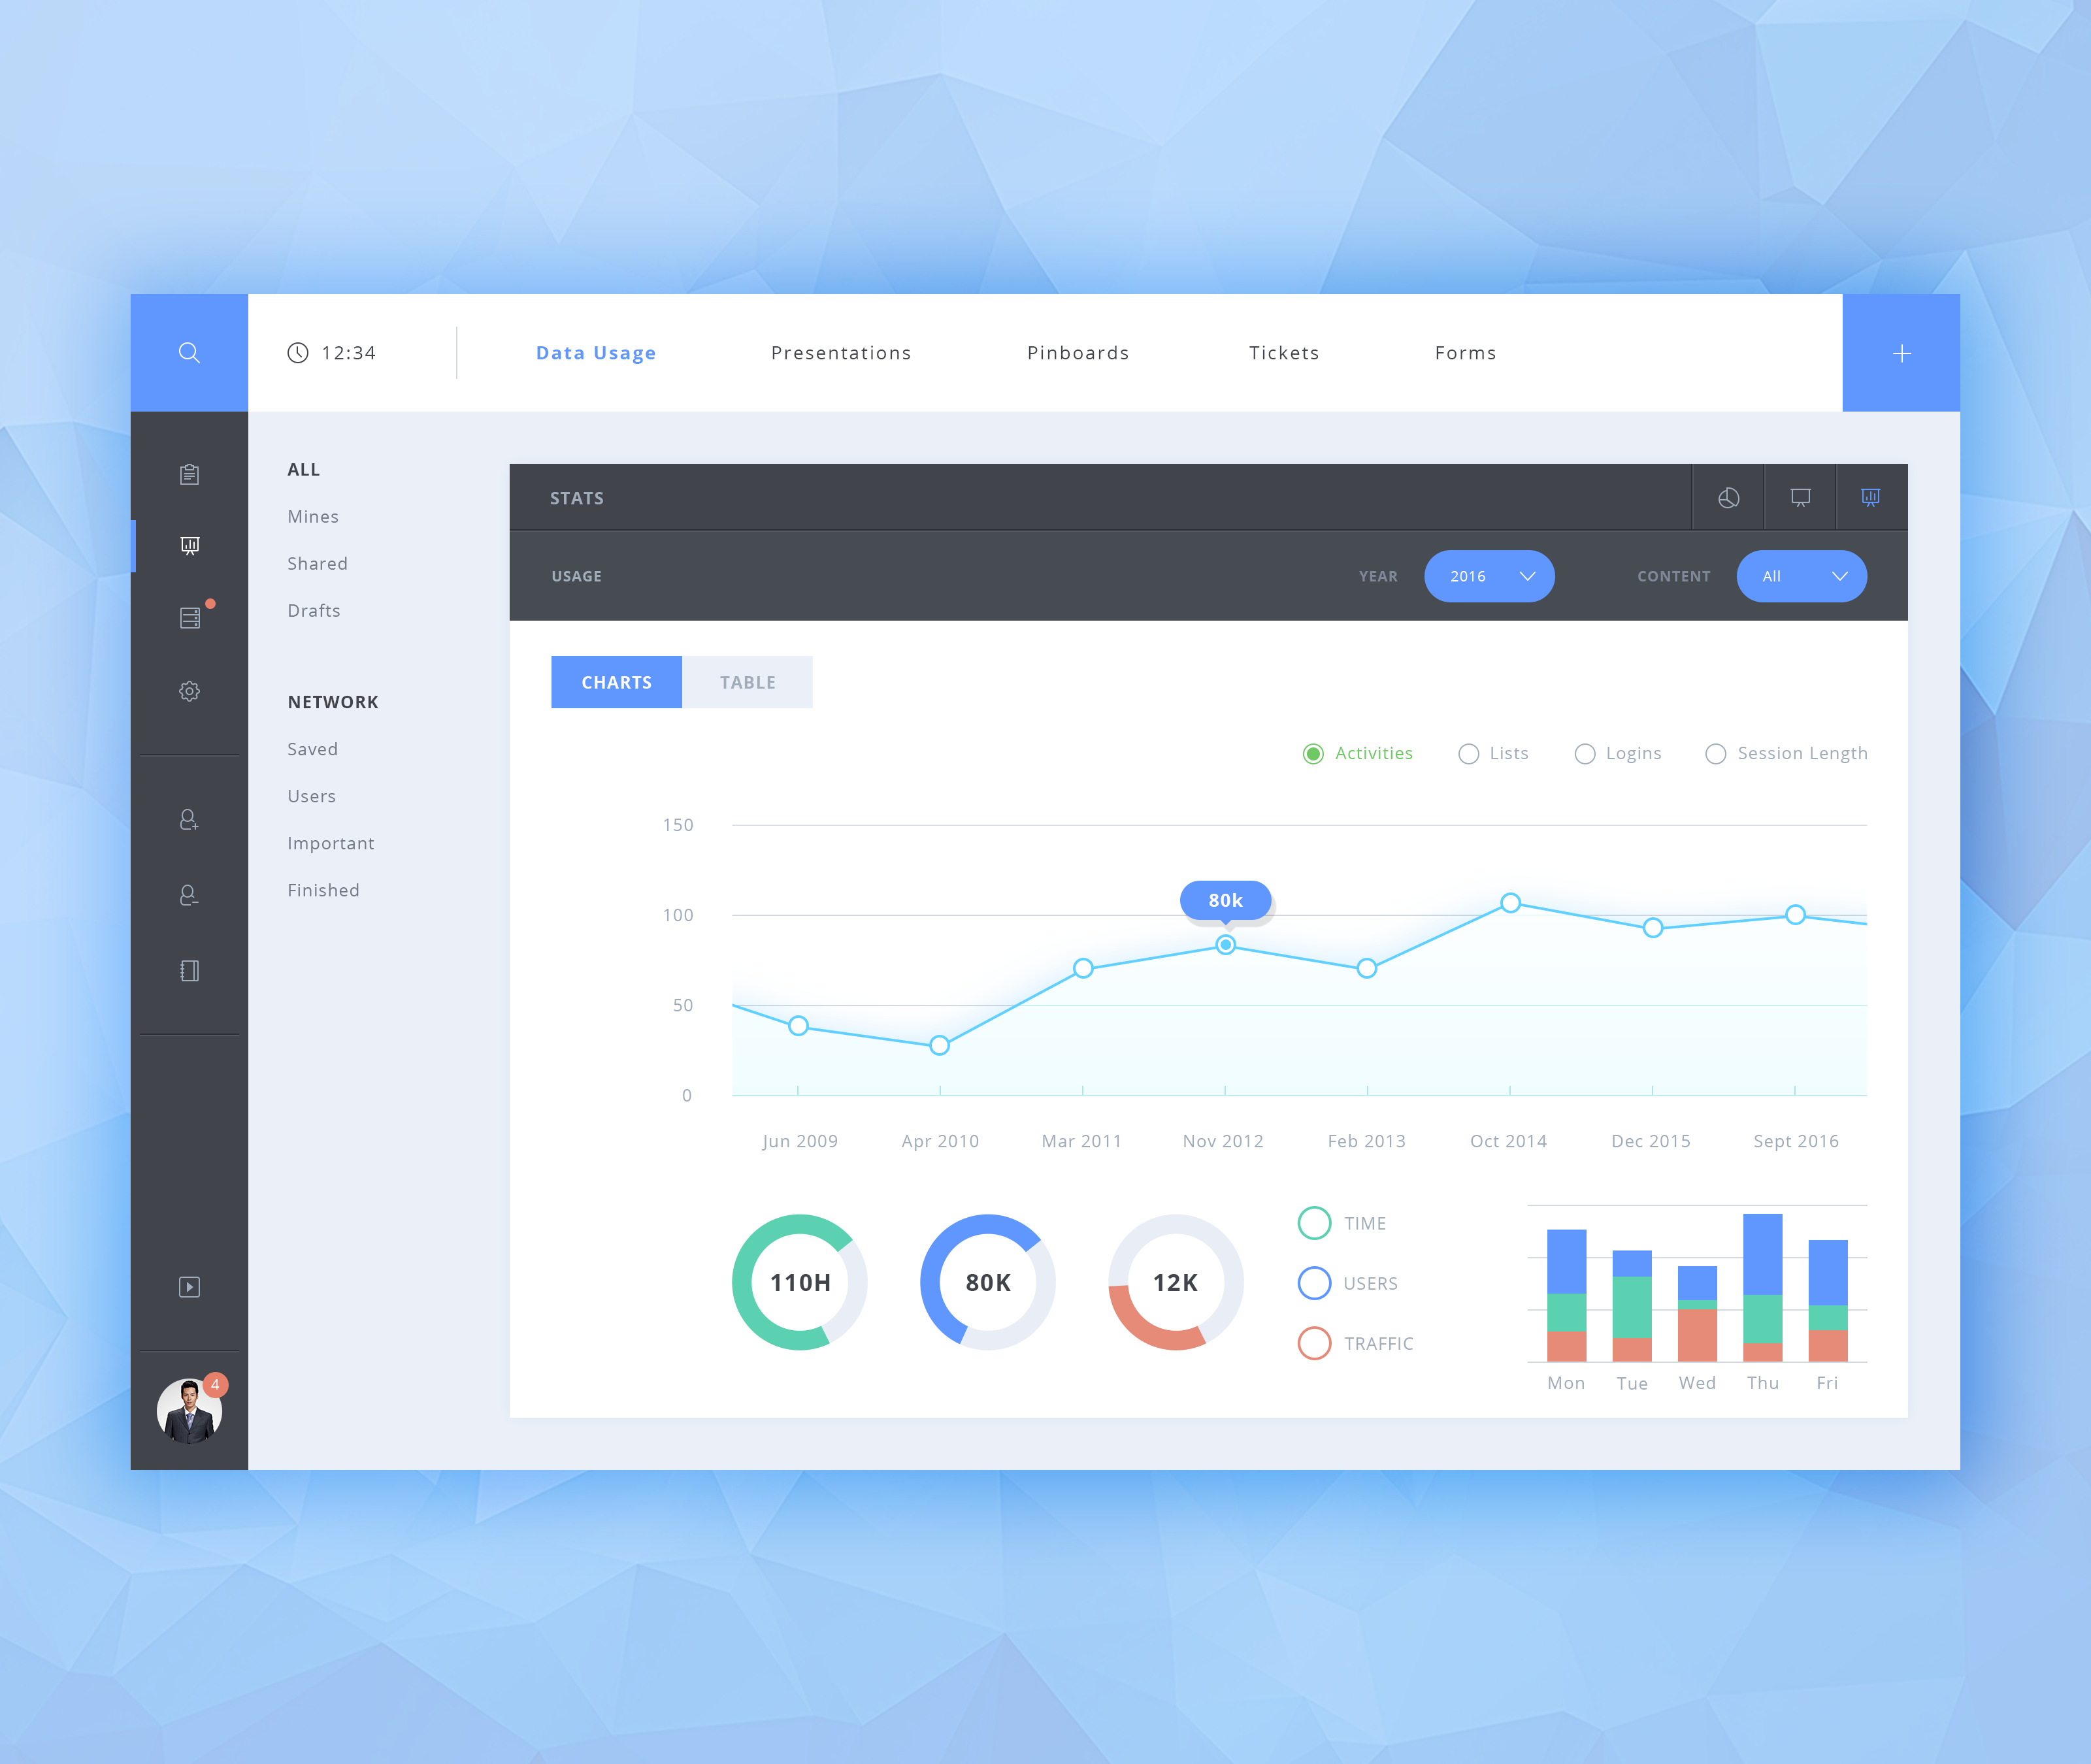 12:34 Data Usage Presentations Pinboards Tickets Forms
ALL
Mines
Shared
Drafts
NETWORK
Saved
Users
Important
Finished
STATS
USAGE YEAR 2016 CONTENT All
CHARTS TABLE
Activities Lists Logins Session Length
150
100
50
0
80k
Jun 2009 Apr 2010 Mar 2011 Nov 2012 Feb 2013 Oct 2014 Dec 2015 Sept 2016
110H 80K 12K
TIME
USERS
TRAFFIC
Mon Tue Wed Thu Fri
4